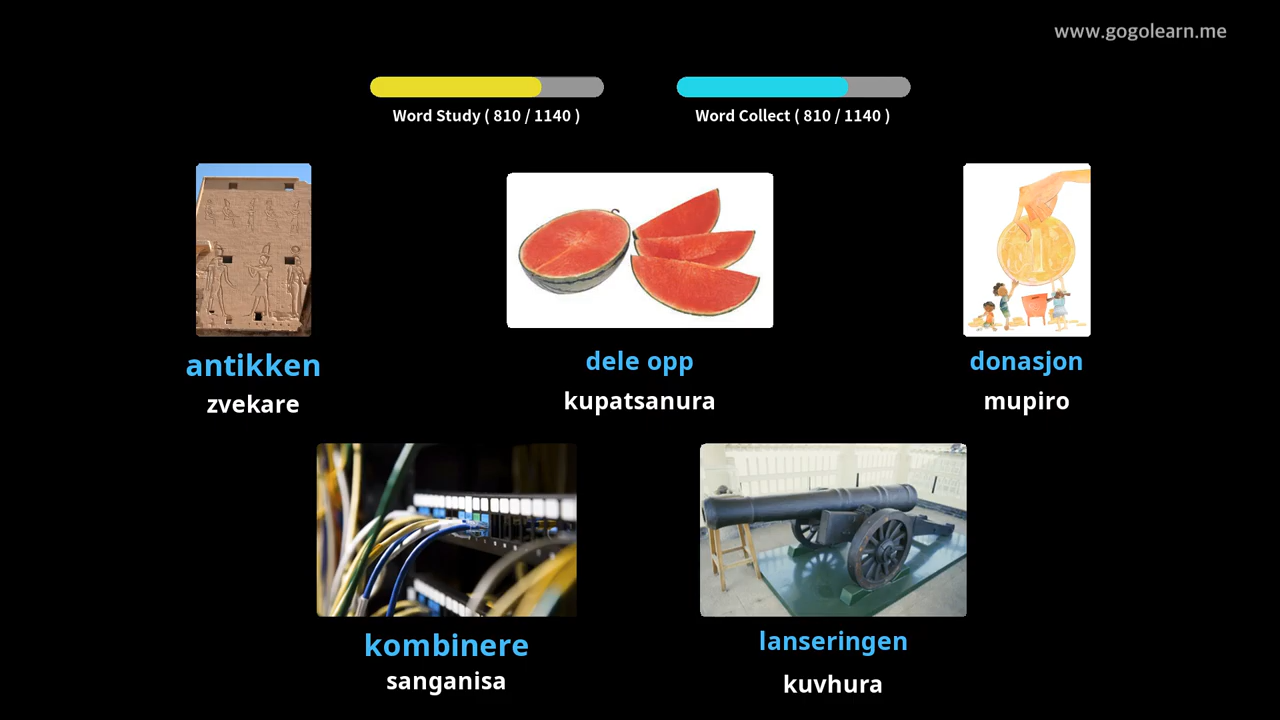 www.gogolearn.me
Word Study ( 810 / 1140 )
Word Collect ( 810 / 1140 )
antikken
zvekare
dele opp
kupatsanura
donasjon
mupiro
kombinere
sanganisa
lanseringen
kuvhura